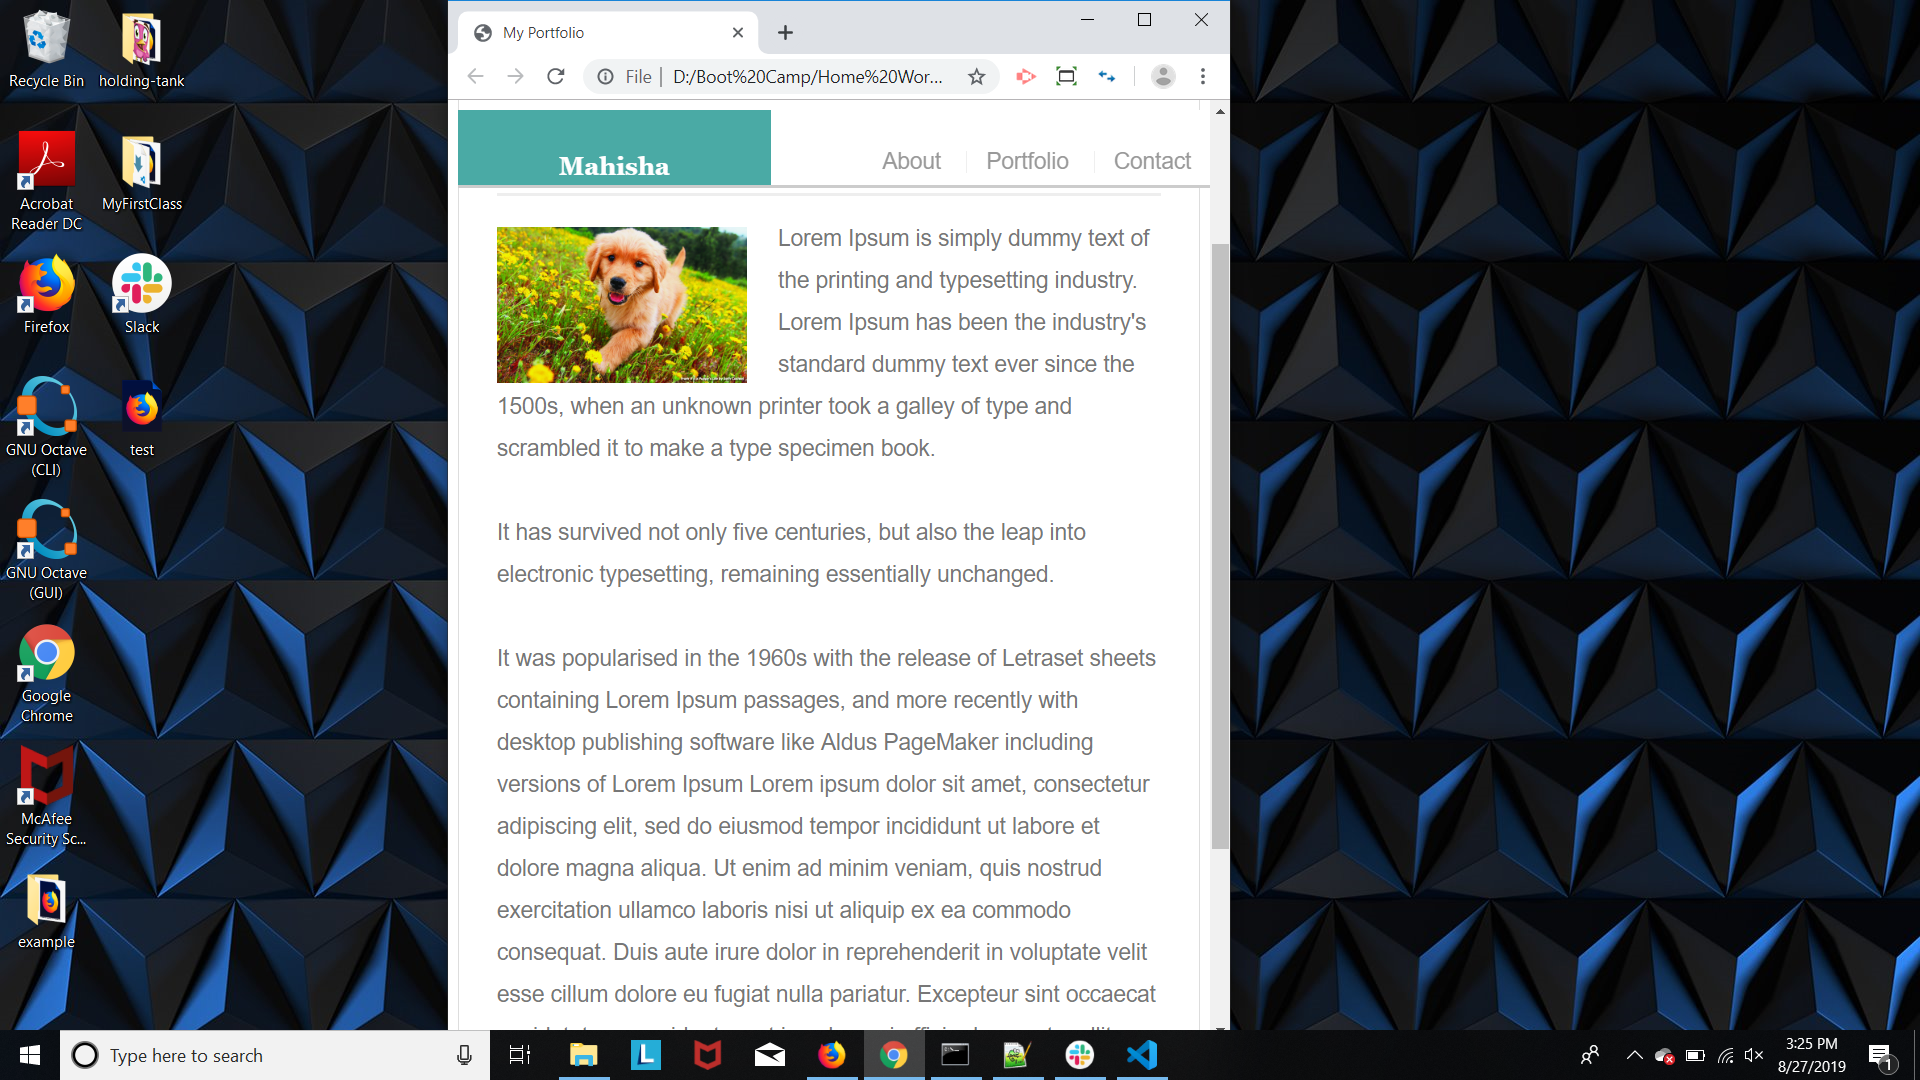 Recycle Bin
holding-tank
Acrobat
Reader DC
MyFirstClass
Firefox
Slack
GNU Octave
(CLI)
test
GNU Octave
(GUI)
Google
Chrome
McAfee
Security Sc...
example
My Portfolio
File
D:/Boot%20Camp/Home%20Wor...
Mahisha
About
Portfolio
Contact
Lorem Ipsum is simply dummy text of
the printing and typesetting industry.
Lorem Ipsum has been the industry's
standard dummy text ever since the
1500s, when an unknown printer took a galley of type and
scrambled it to make a type specimen book.
It has survived not only five centuries, but also the leap into
electronic typesetting, remaining essentially unchanged.
It was popularised in the 1960s with the release of Letraset sheets
containing Lorem Ipsum passages, and more recently with
desktop publishing software like Aldus PageMaker including
versions of Lorem Ipsum Lorem ipsum dolor sit amet, consectetur
adipiscing elit, sed do eiusmod tempor incididunt ut labore et
dolore magna aliqua. Ut enim ad minim veniam, quis nostrud
exercitation ullamco laboris nisi ut aliquip ex ea commodo
consequat. Duis aute irure dolor in reprehenderit in voluptate velit
esse cillum dolore eu fugiat nulla pariatur. Excepteur sint occaecat
Type here to search
L
3:25 PM
8/27/2019
1